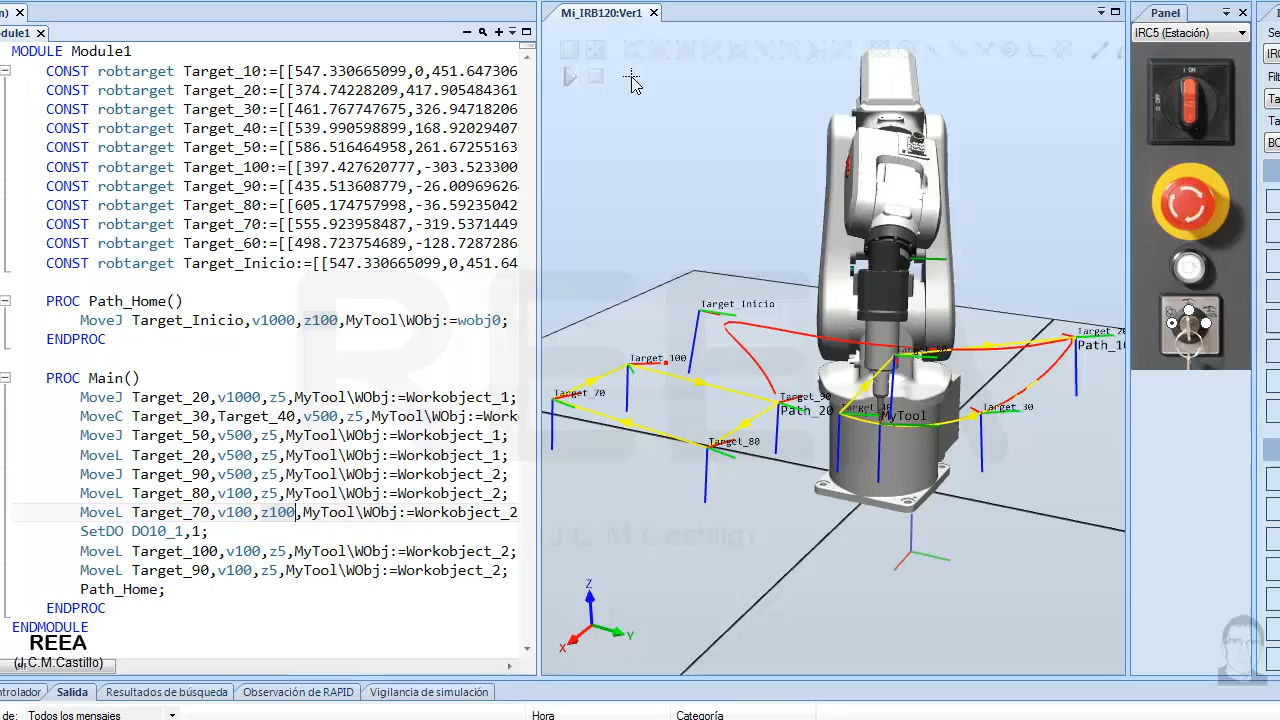 n)
dule1
MODULE Module1
CONST robtarget Target_10:=[[547.330665099,0,451.647306
CONST robtarget Target_20:=[[374.74228209,417.905484361
CONST robtarget Target_30:=[[461.767747675,326.94718206
CONST robtarget Target_40:=[[539.990598899,168.92029407
CONST robtarget Target_50:=[[586.516464958,261.67255163
CONST robtarget Target_100:=[[397.427620777,-303.523300
CONST robtarget Target_90:=[[435.513608779,-26.00969626
CONST robtarget Target_80:=[[605.174757998,-36.59235042
CONST robtarget Target_70:=[[555.923958487,-319.5371449
CONST robtarget Target_60:=[[498.723754689,-128.7287286
CONST robtarget Target_Inicio:=[[547.330665099,0,451.64
PROC Path_Home()
MoveJ Target_Inicio,v1000,z100,MyTool\WObj:=wobj0;
ENDPROC
PROC Main()
MoveJ Target_20,v1000,z5,MyTool\WObj:=Workobject_1;
MoveC Target_30,Target_40,v500,z5,MyTool\WObj:=Work
MoveJ Target_50,v500,z5,MyTool\WObj:=Workobject_1;
MoveL Target_20,v500,z5,MyTool\WObj:=Workobject_1;
MoveJ Target_90,v500,z5,MyTool\WObj:=Workobject_2;
MoveL Target_80,v100,z5,MyTool\WObj:=Workobject_2;
MoveL Target_70,v100,z100,MyTool\WObj:=Workobject_2
SetDO DO10_1,1;
MoveL Target_100,v100,z5,MyTool\WObj:=Workobject_2;
MoveL Target_90,v100,z5,MyTool\WObj:=Workobject_2;
Path_Home;
ENDPROC
ENDMODULE
REEA
(J.C.M.Castillo)
Mi_IRB120:Ver1
Target_Inicio
Target_100
Target_70
Target_90
Path_20
Target_80
MyTool
Target_30
Path_10
Z
Y
X
REEA
J.C.M Castillo
Panel
IRC5 (Estación)
I ON
O OFF
Se
Ta
ntrolador
Salida
Resultados de búsqueda
Observación de RAPID
Vigilancia de simulación
de:
Todos los mensajes
Hora
Categoría